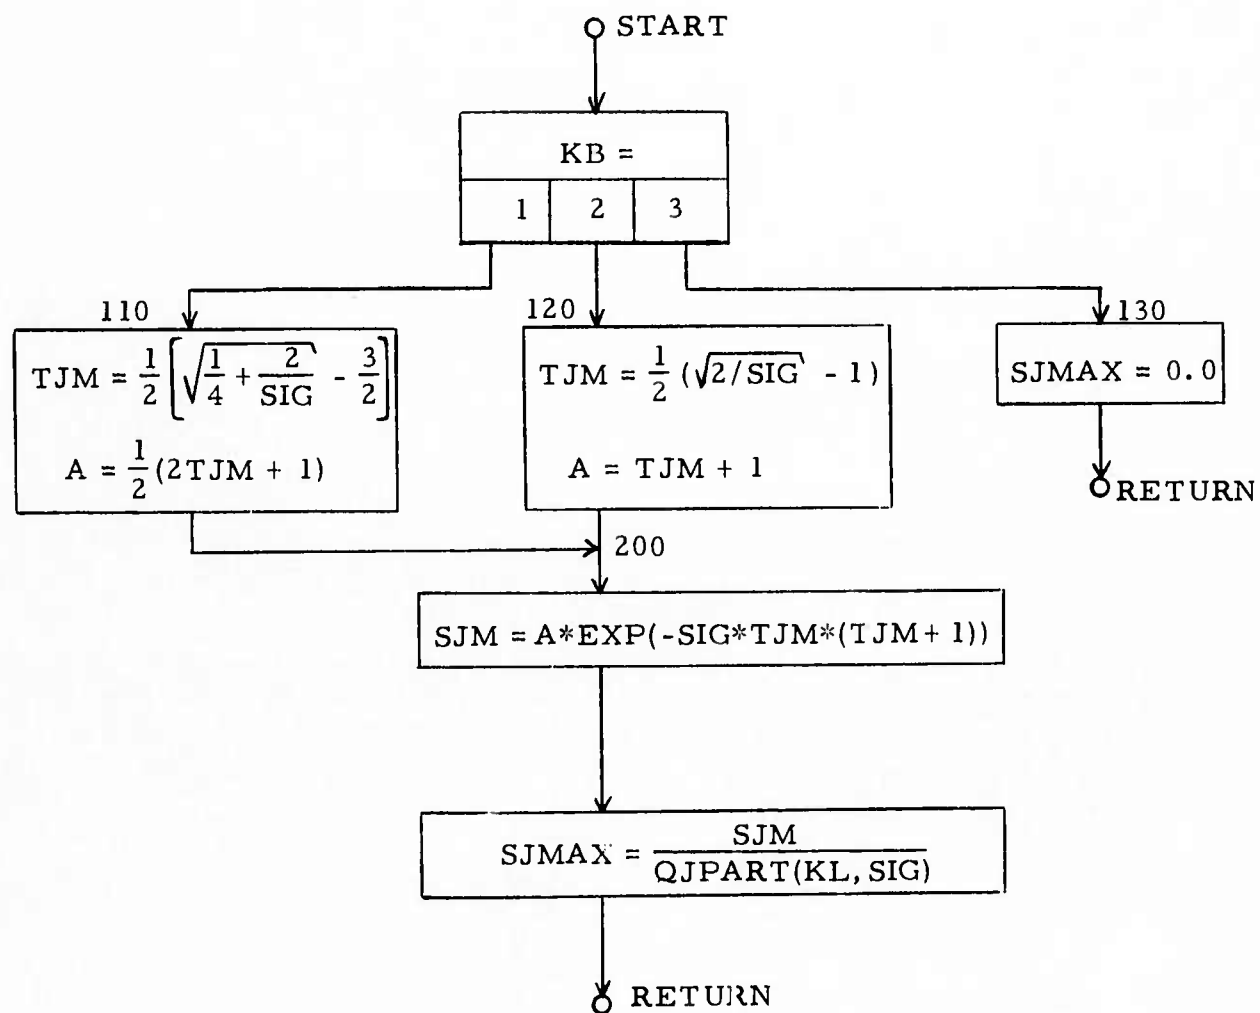 START
KB =
1 2 3
110
TJM = 1/2 [√(1/4 + 2/SIG) - 3/2]
A = 1/2 (2TJM + 1)
120
TJM = 1/2 (√(2/SIG) - 1)
A = TJM + 1
130
SJMAX = 0.0
RETURN
200
SJM = A*EXP(-SIG*TJM*(TJM + 1))
SJMAX = SJM / QJPART(KL, SIG)
RETURN